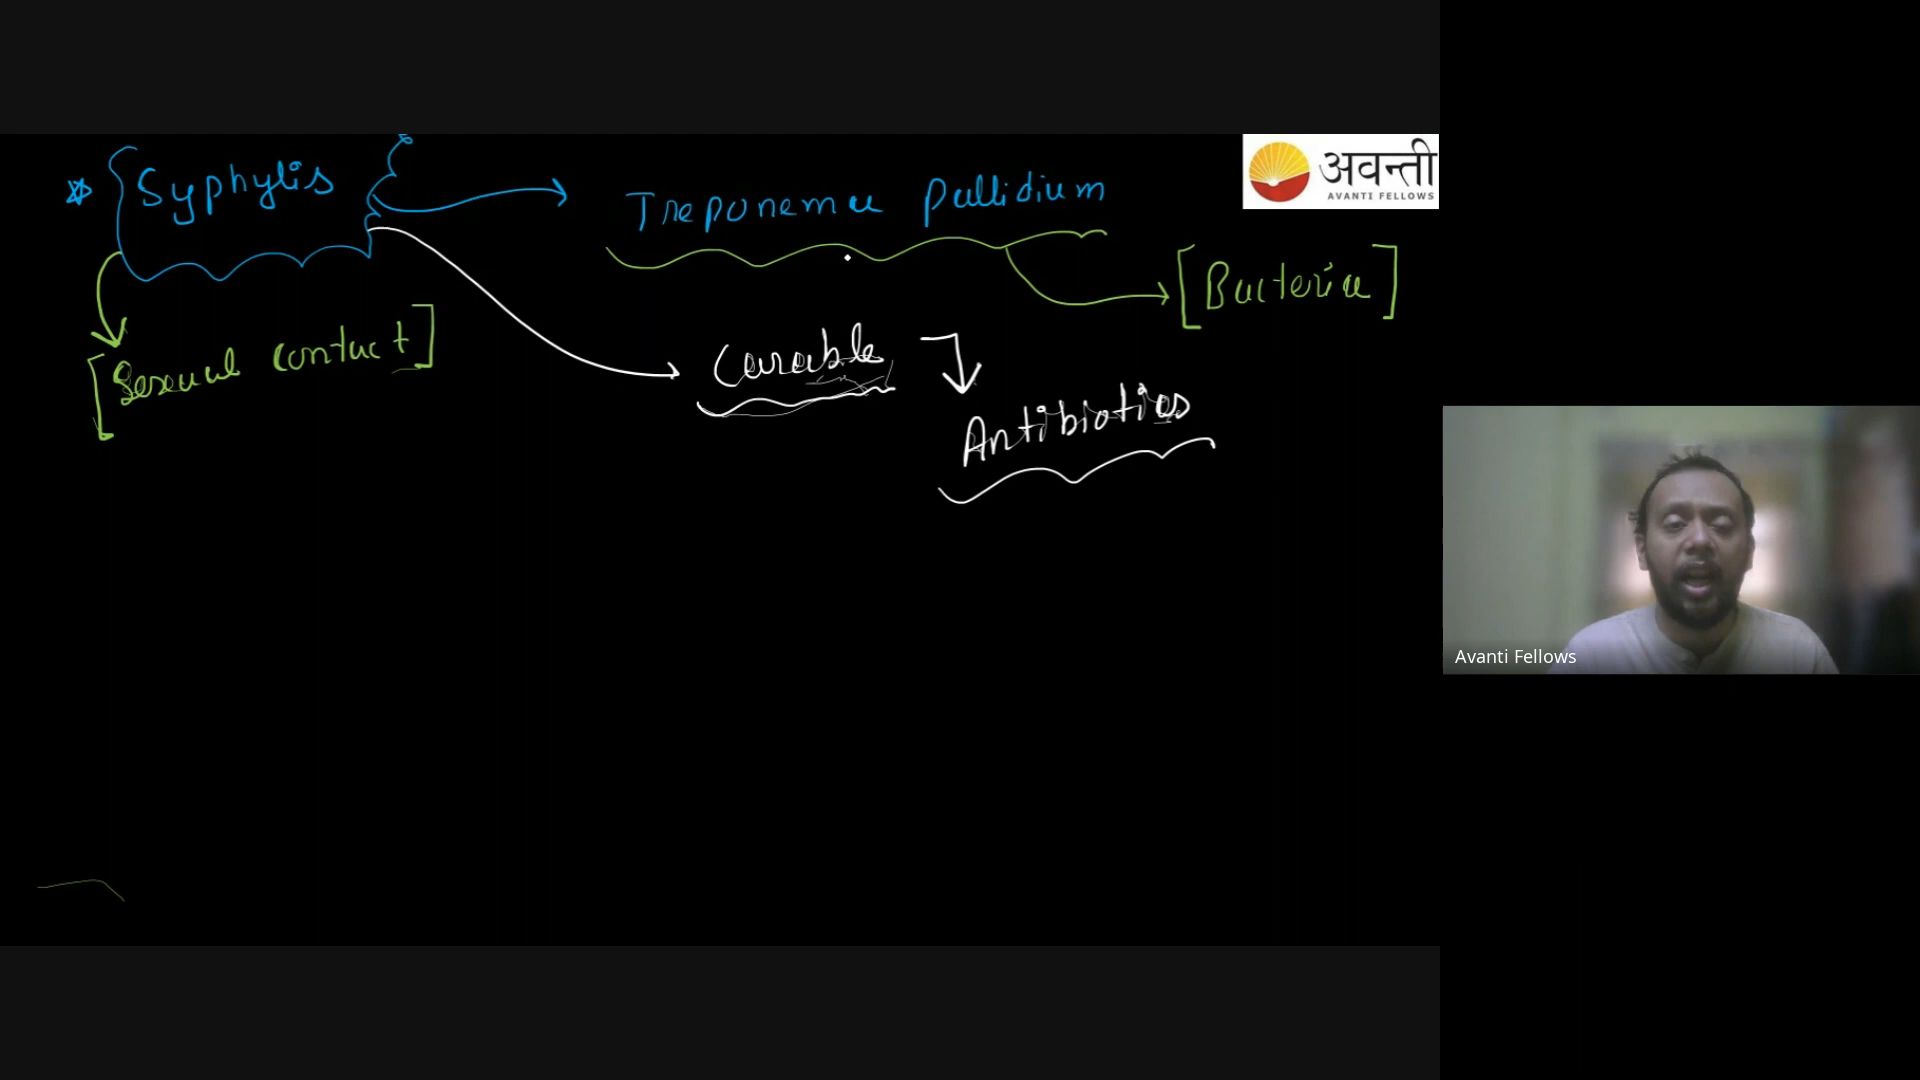 Syphylis
Treponema pallidium
अवन्ती
AVANTI FELLOWS
[Bacteria]
[Sexual contact]
Curable
Antibiotics
Avanti Fellows